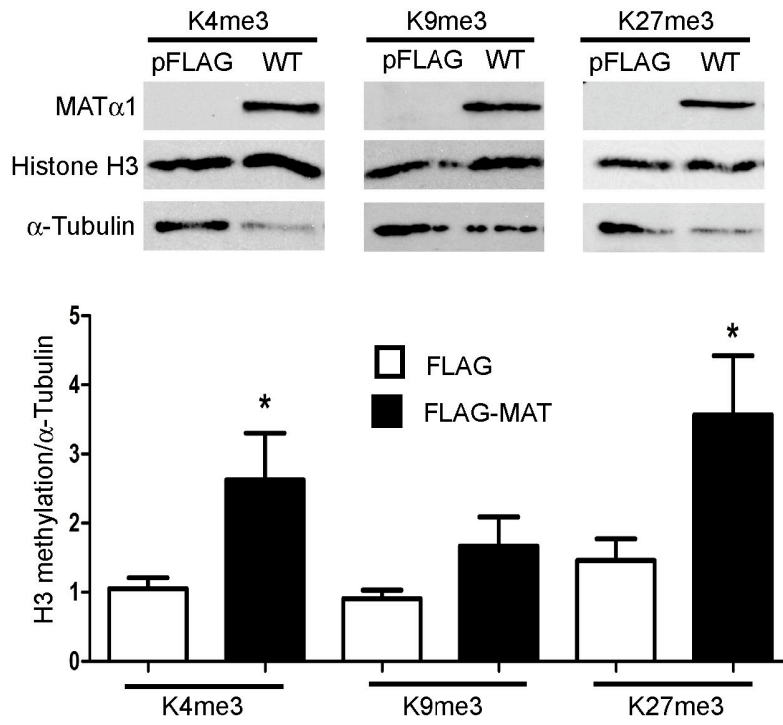 K4me3 K9me3 K27me3
pFLAG WT pFLAG WT pFLAG WT
MATα1
Histone H3
α-Tubulin
H3 methylation/α-Tubulin
5
4
3
2
1
0
FLAG
FLAG-MAT
* *
K4me3 K9me3 K27me3